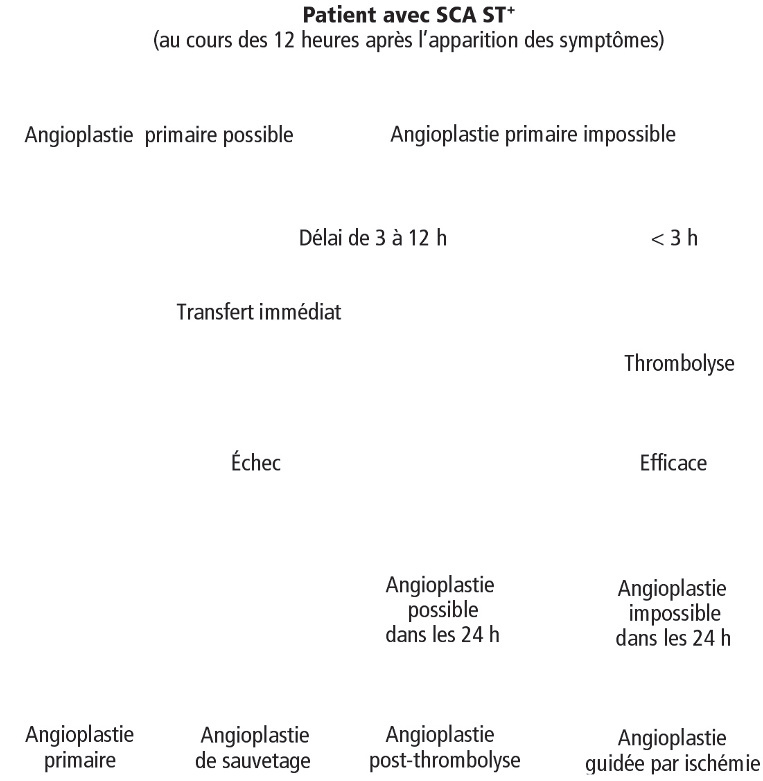 Patient avec SCA ST+
(au cours des 12 heures après l’apparition des symptômes)
Angioplastie primaire possible
Angioplastie primaire impossible
Délai de 3 à 12 h
< 3 h
Transfert immédiat
Thrombolyse
Échec
Efficace
Angioplastie
possible
dans les 24 h
Angioplastie
impossible
dans les 24 h
Angioplastie
primaire
Angioplastie
de sauvetage
Angioplastie
post-thrombolyse
Angioplastie
guidée par ischémie